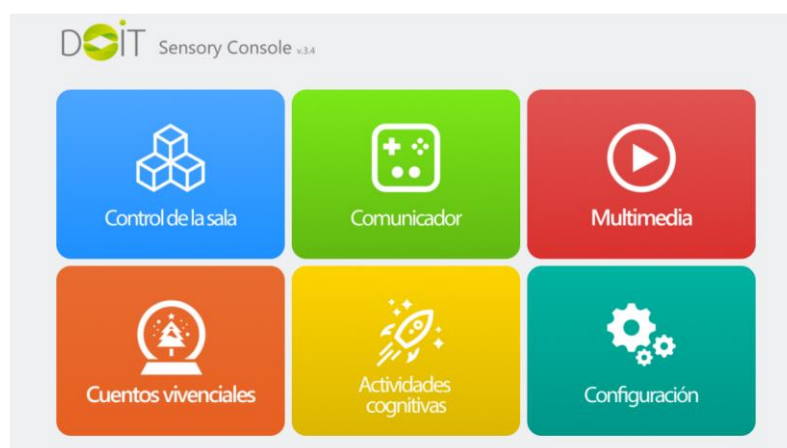 DOIT Sensory Console v.3.4
Control de la sala
Comunicador
Multimedia
Cuentos vivenciales
Actividades
cognitivas
Configuración